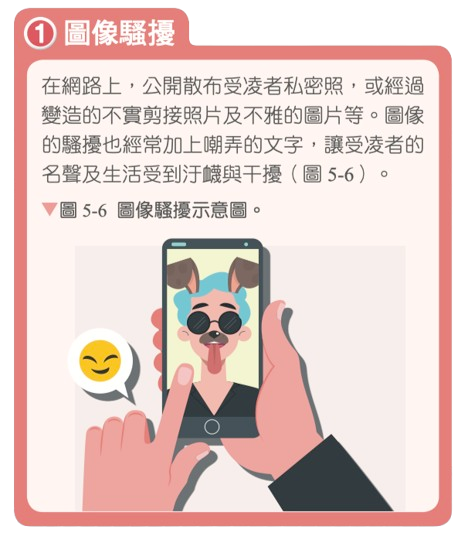 1 圖像騷擾
在網路上，公開散布受凌者私密照，或經過
變造的不實剪接照片及不雅的圖片等。圖像
的騷擾也經常加上嘲弄的文字，讓受凌者的
名聲及生活受到汙衊與干擾（圖 5-6）。
▼圖 5-6 圖像騷擾示意圖。